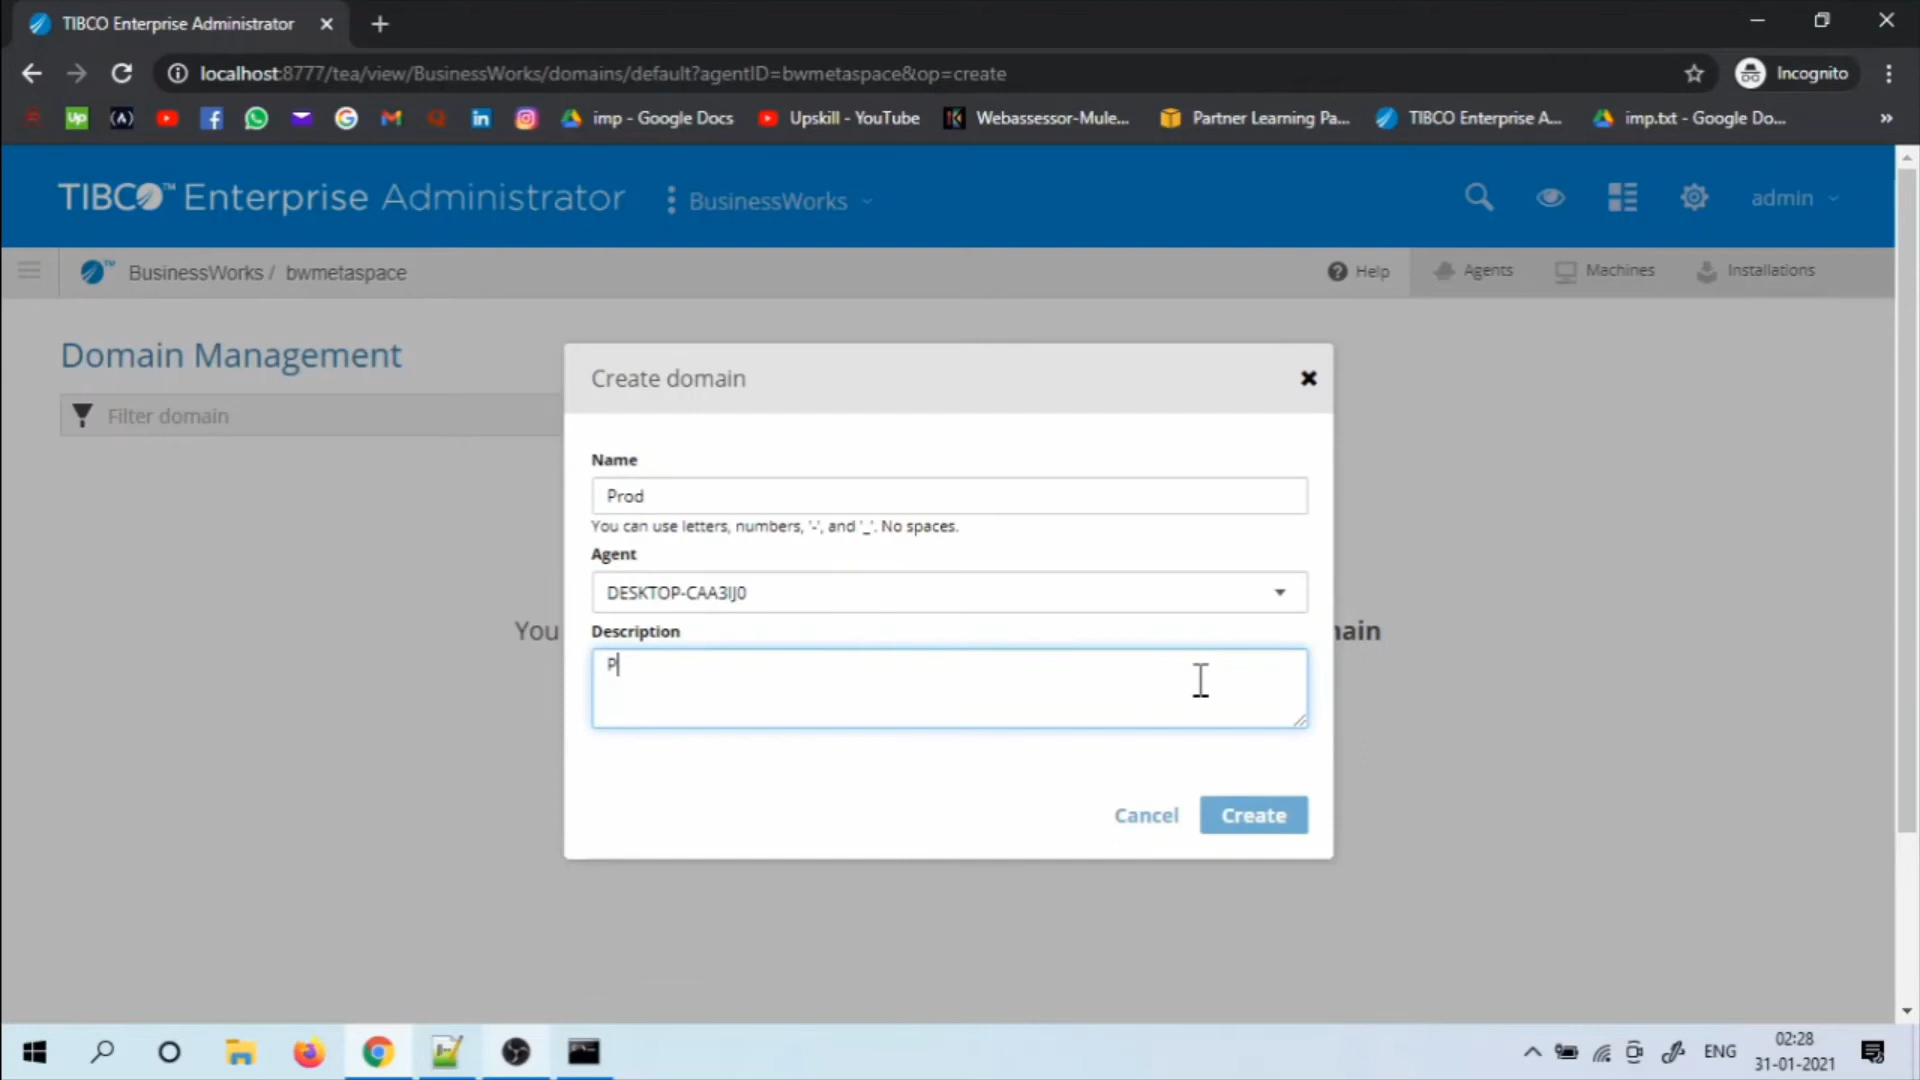 TIBCO Enterprise Administrator
localhost:8777/tea/view/BusinessWorks/domains/default?agentID=bwmetaspace&op=create
Incognito
imp - Google Docs
Upskill - YouTube
Webassessor-Mule...
Partner Learning Pa...
TIBCO Enterprise A...
imp.txt - Google Do...
TIBCO™ Enterprise Administrator
BusinessWorks
admin
BusinessWorks / bwmetaspace
Help
Agents
Machines
Installations
Domain Management
Filter domain
Create domain
Name
Prod
You can use letters, numbers, '-', and '_'. No spaces.
Agent
DESKTOP-CAA3IJ0
You
Description
main
P
Cancel
Create
ENG
02:28
31-01-2021